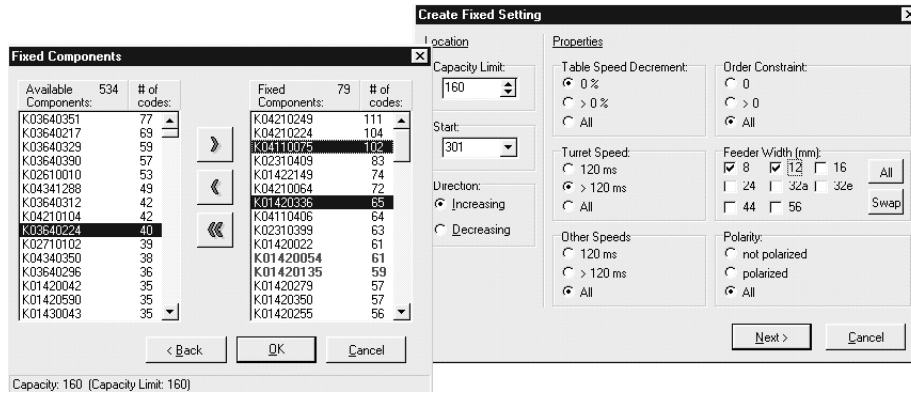 Fixed Components
Available Components: 534 # of codes:
K03640351 77
K03640217 69
K03640329 59
K03640390 57
K02610010 53
K04341288 49
K03640312 42
K04210104 42
K03640224 40
K02710102 39
K04340350 38
K03640296 36
K01420042 35
K01420590 35
K01430043 35
Fixed Components: 79 # of codes:
K04210249 111
K04210224 104
K04110075 102
K02310409 83
K01422149 74
K04210064 72
K01420336 65
K04110406 64
K02310399 63
K01420022 61
K01420054 61
K01420135 59
K01420279 57
K01420350 57
K01420255 56
< Back OK Cancel
Capacity: 160 (Capacity Limit: 160)
Create Fixed Setting
Location
Capacity Limit:
160
Start:
301
Direction:
Increasing
Decreasing
Properties
Table Speed Decrement:
0 %
> 0 %
All
Turret Speed:
120 ms
> 120 ms
All
Other Speeds
120 ms
> 120 ms
All
Order Constraint:
0
> 0
All
Feeder Width (mm):
8 12 16 All
24 32a 32e
44 56 Swap
Polarity:
not polarized
polarized
All
Next > Cancel